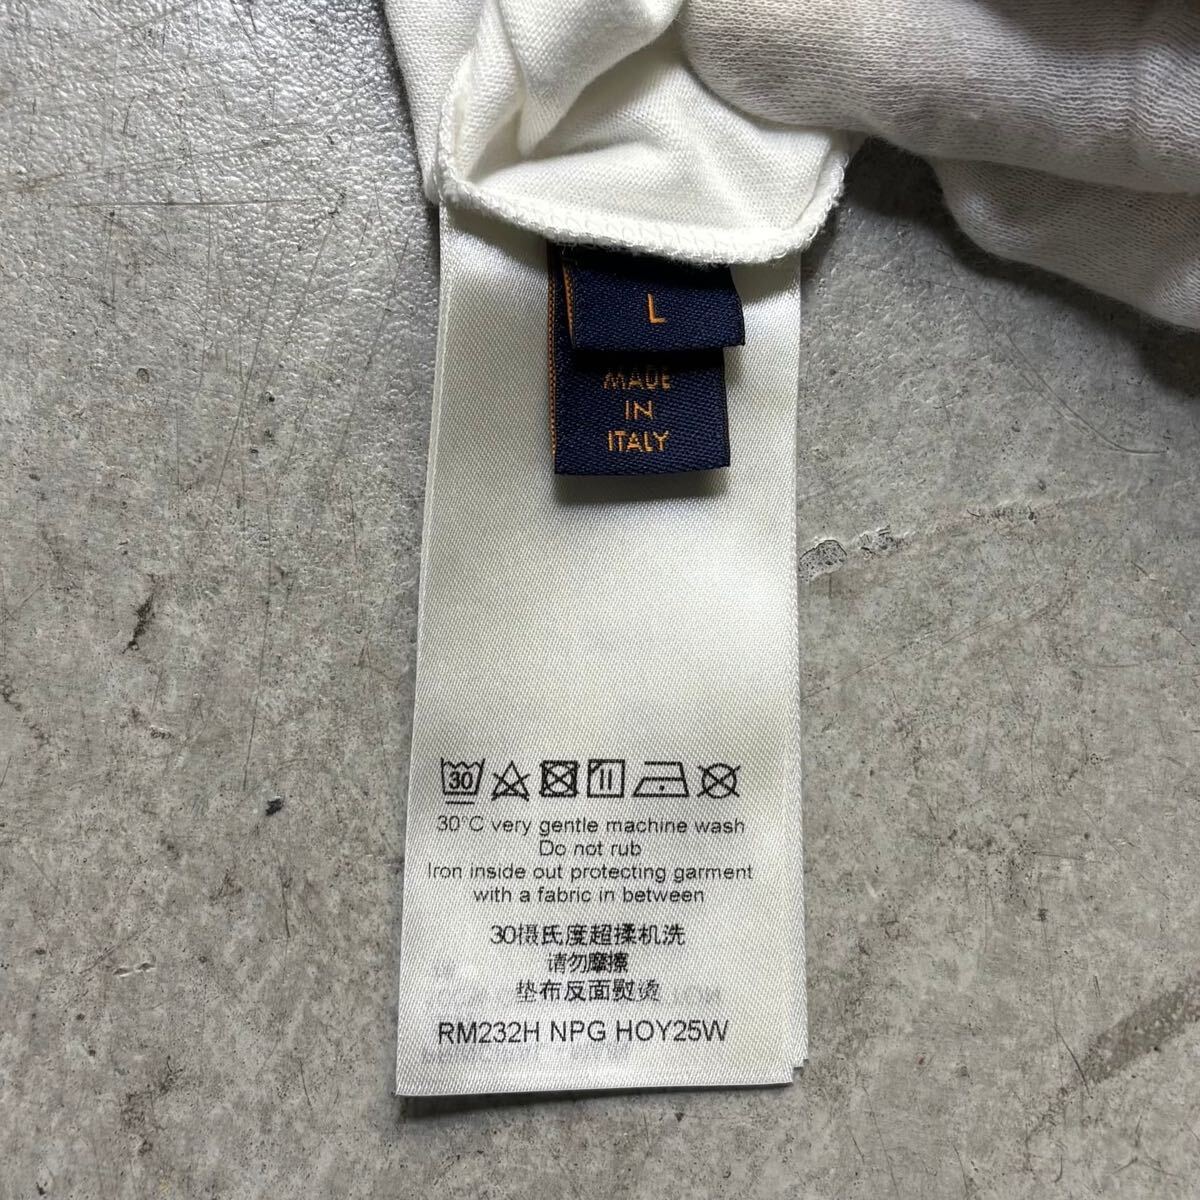 L
MADE
IN
ITALY
30
30°C very gentle machine wash
Do not rub
Iron inside out protecting garment
with a fabric in between
30摄氏度超揉机洗
请勿摩擦
垫布反面熨烫
RM232H NPG HOY25W